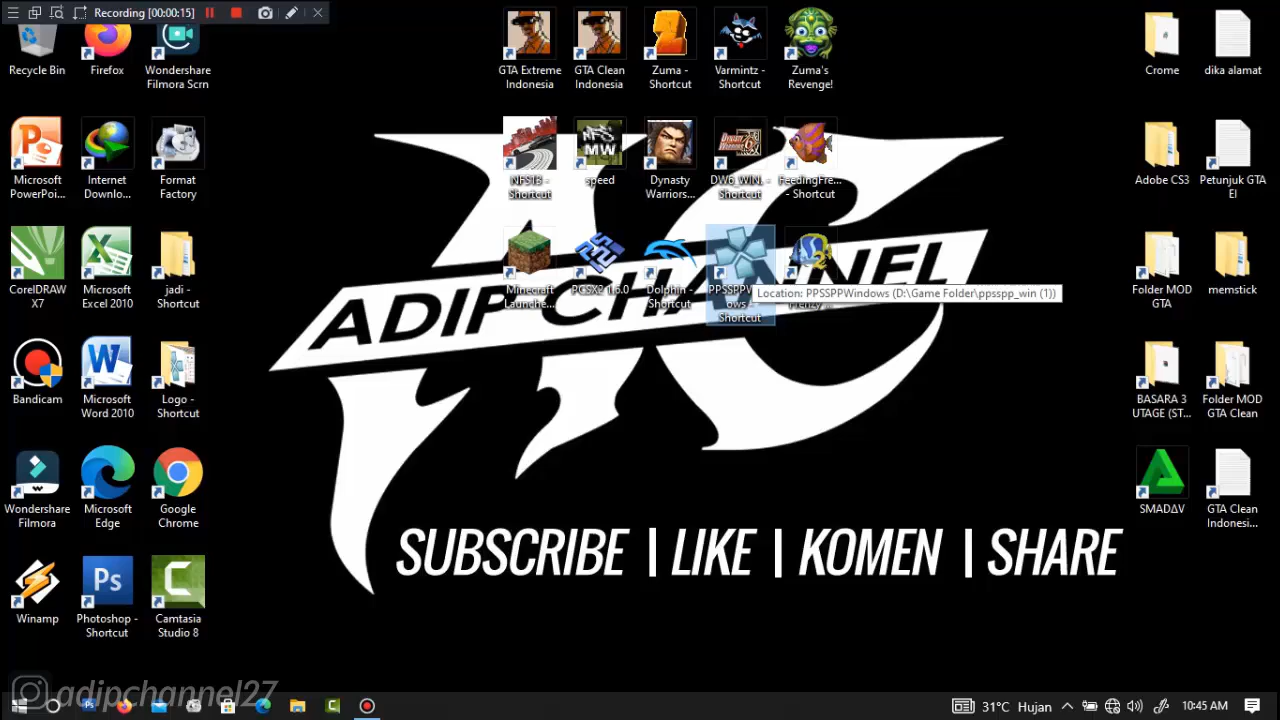 Recording [00:00:15]
Recycle Bin
Firefox
Wondershare
Filmora Scrn
GTA Extreme
Indonesia
GTA Clean
Indonesia
Zuma -
Shortcut
Varmintz -
Shortcut
Zuma's
Revenge!
Crome
dika alamat
Microsoft
PowerPoi...
Internet
Downlo...
Format
Factory
NFS13 -
Shortcut
speed
Dynasty
Warriors...
DW6_WIN_-
Shortcut
FeedingFre...
- Shortcut
Adobe CS3
Petunjuk GTA
EI
CorelDRAW
X7
Microsoft
Excel 2010
jadi -
Shortcut
Minecraft
Launche...
PCSX2 1.6.0
Dolphin -
Shortcut
Shortcut
Location: PPSSPPWindows (D:\Game Folder\ppsspp_win (1))
Folder MOD
GTA
memstick
ADIP CHANNEL
Bandicam
Microsoft
Word 2010
Logo -
Shortcut
BASARA 3
UTAGE (ST...
Folder MOD
GTA Clean
Wondershare
Filmora
Microsoft
Edge
Google
Chrome
SMADΔV
GTA Clean
Indonesi...
SUBSCRIBE | LIKE | KOMEN | SHARE
Winamp
Photoshop -
Shortcut
Camtasia
Studio 8
adipchannel27
31°C Hujan
10:45 AM